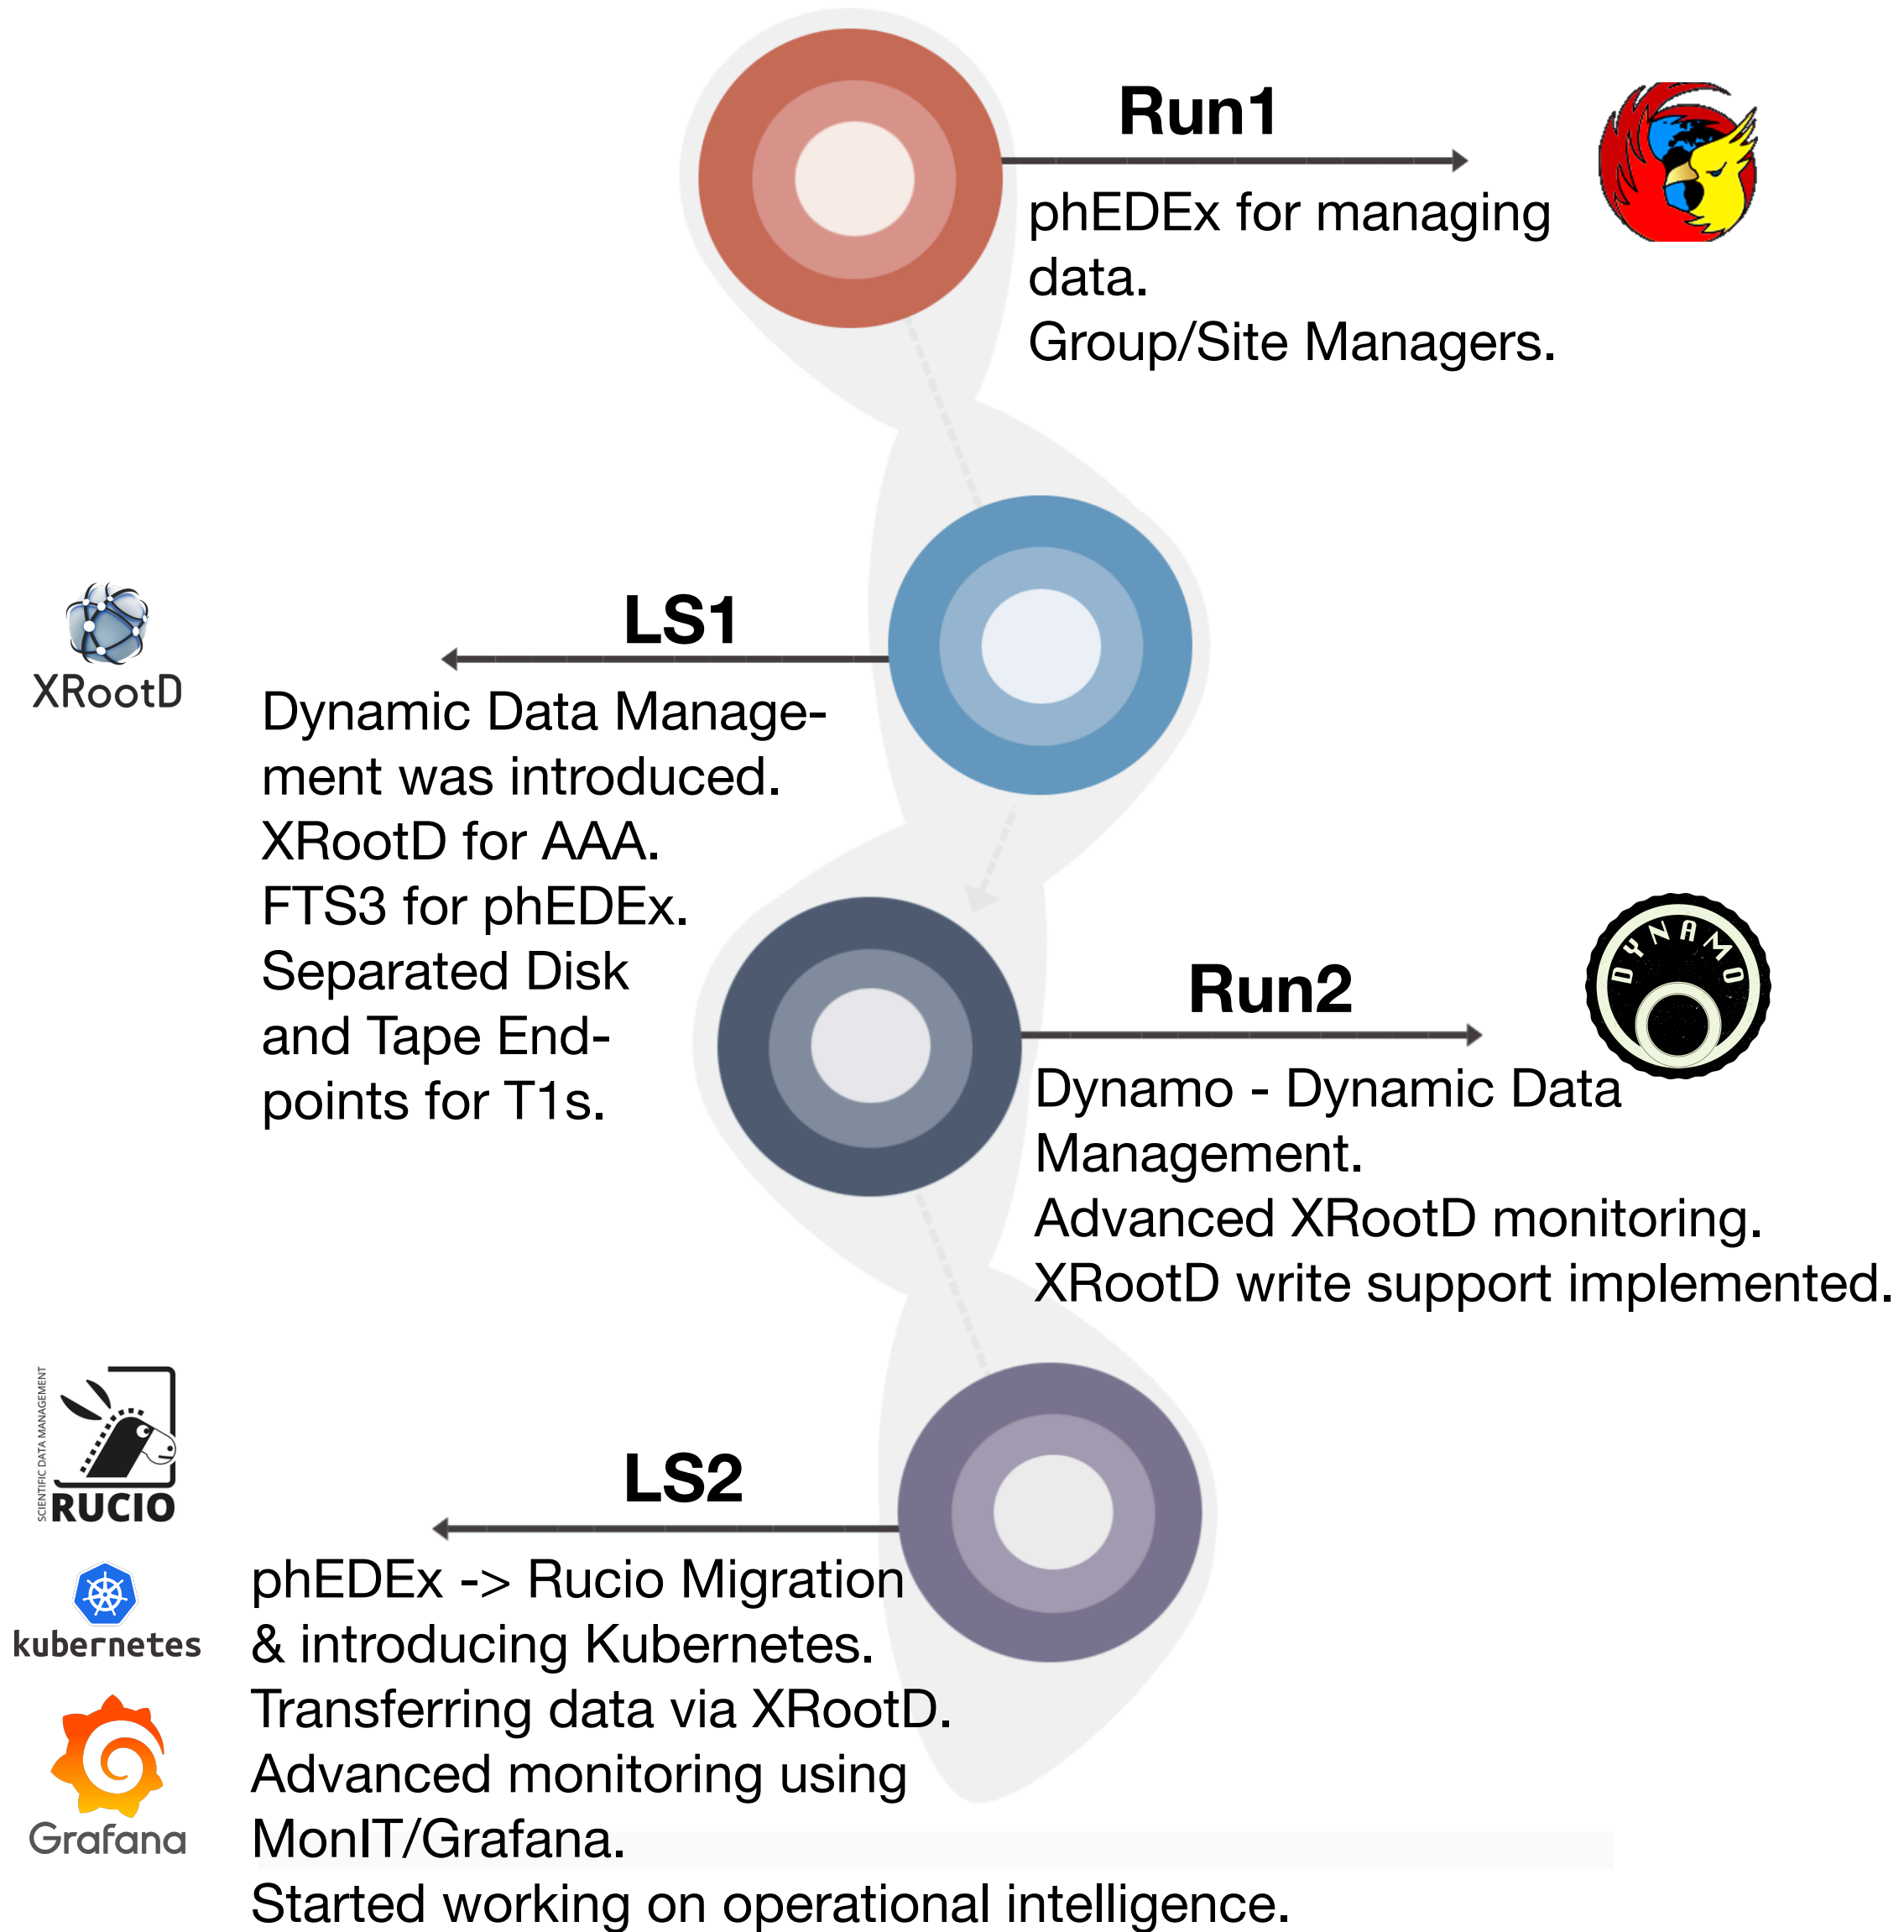 Run1
phEDEx for managing
data.
Group/Site Managers.
XRootD
LS1
Dynamic Data Manage-
ment was introduced.
XRootD for AAA.
FTS3 for phEDEx.
Separated Disk
and Tape End-
points for T1s.
DYNAMO
Run2
Dynamo - Dynamic Data
Management.
Advanced XRootD monitoring.
XRootD write support implemented.
SCIENTIFIC DATA MANAGEMENT
RUCIO
kubernetes
Grafana
LS2
phEDEx -> Rucio Migration
& introducing Kubernetes.
Transferring data via XRootD.
Advanced monitoring using
MonIT/Grafana.
Started working on operational intelligence.